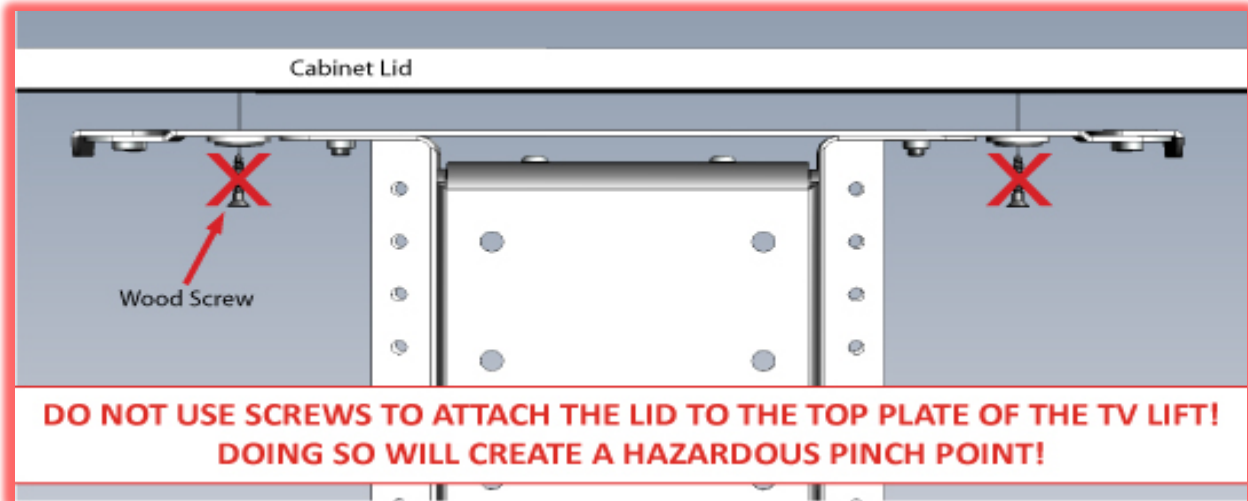 Cabinet Lid
Wood Screw
DO NOT USE SCREWS TO ATTACH THE LID TO THE TOP PLATE OF THE TV LIFT!
DOING SO WILL CREATE A HAZARDOUS PINCH POINT!